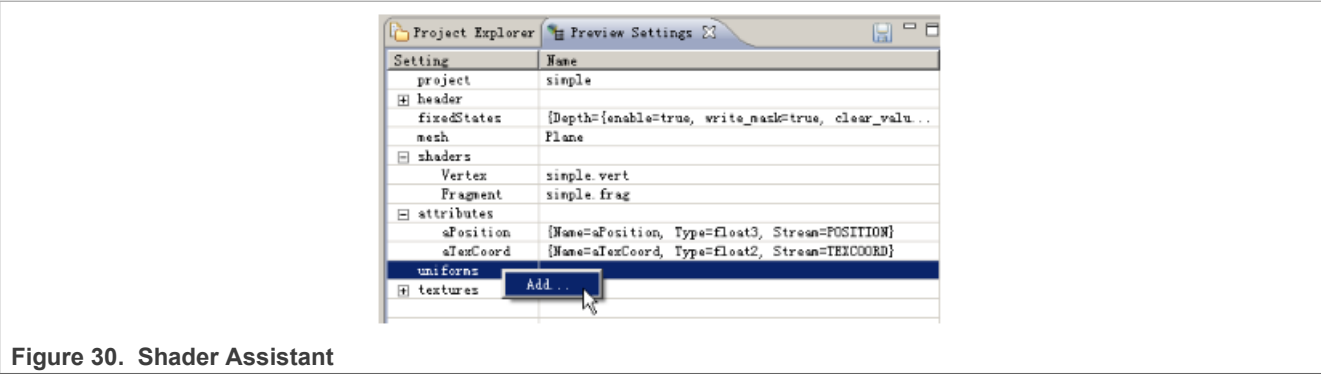 Project Explorer Preview Settings
Setting Name
project simple
header
fixedStates {Depth={enable=true, write_mask=true, clear_valu...
mesh Plane
shaders
Vertex simple.vert
Fragment simple.frag
attributes
aPosition {Name=aPosition, Type=float3, Stream=POSITION}
aTexCoord {Name=aTexCoord, Type=float2, Stream=TEXCOORD}
uniforms
Add...
textures
Figure 30. Shader Assistant